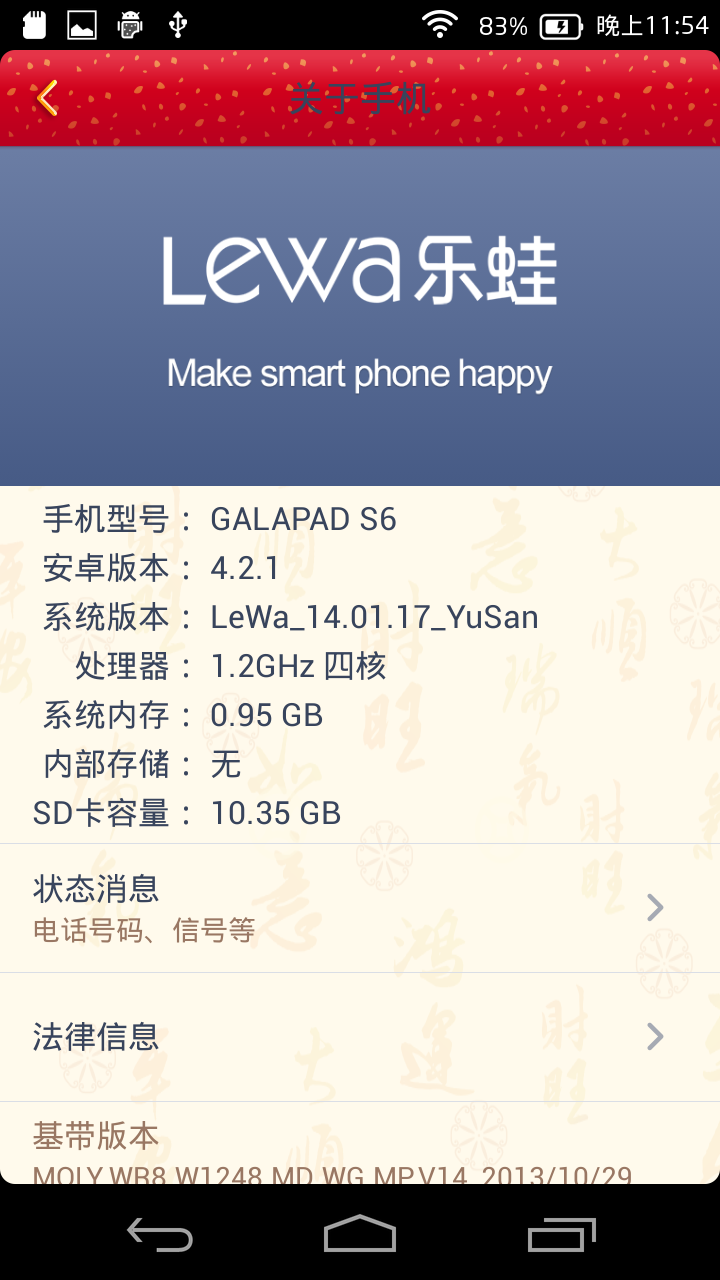 83% 晚上11:54
关于手机
Lewa乐蛙
Make smart phone happy
手机型号： GALAPAD S6
安卓版本： 4.2.1
系统版本： LeWa_14.01.17_YuSan
处理器： 1.2GHz 四核
系统内存： 0.95 GB
内部存储： 无
SD卡容量： 10.35 GB
状态消息
电话号码、信号等
法律信息
基带版本
MOLY.WR8.W1248.MD.WG.MP.V14, 2013/10/29